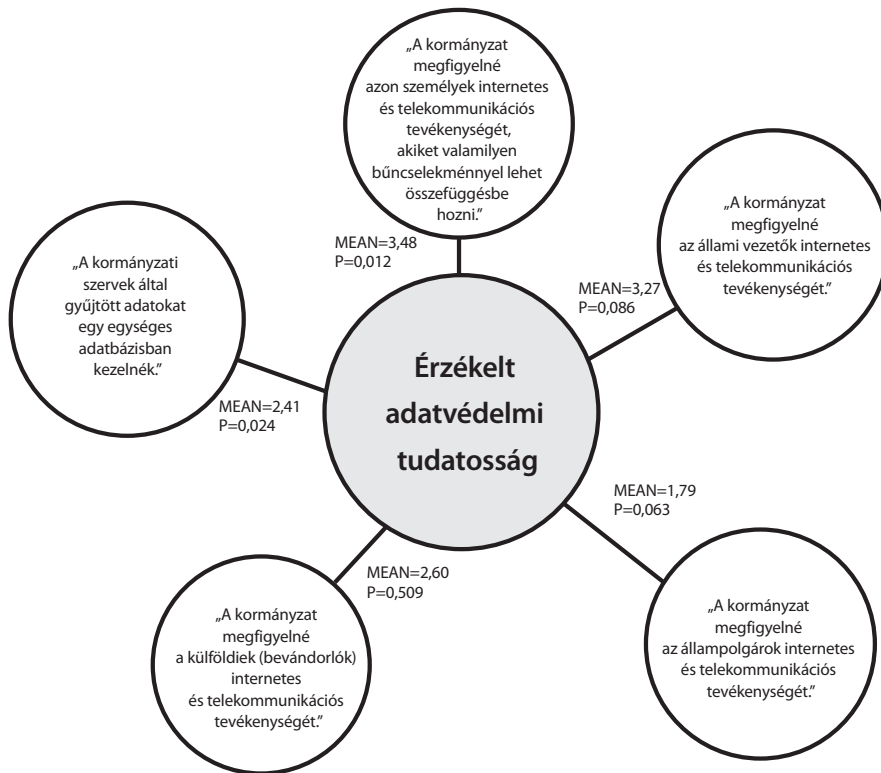 „A kormányzat
megfigyelné
azon személyek internetes
és telekommunikációs
tevékenységét,
akiket valamilyen
bűncselekménnyel lehet
összefüggésbe
hozni.”
MEAN=3,48
P=0,012
„A kormányzat
megfigyelné
az állami vezetők internetes
és telekommunikációs
tevékenységét.”
MEAN=3,27
P=0,086
„A kormányzati
szervek által
gyűjtött adatokat
egy egységes
adatbázisban
kezelnék.”
MEAN=2,41
P=0,024
Érzékelt
adatvédelmi
tudatosság
MEAN=1,79
P=0,063
MEAN=2,60
P=0,509
„A kormányzat
megfigyelné
a külföldiek (bevándorlók)
internetes
és telekommunikációs
tevékenységét.”
„A kormányzat
megfigyelné
az állampolgárok internetes
és telekommunikációs
tevékenységét.”